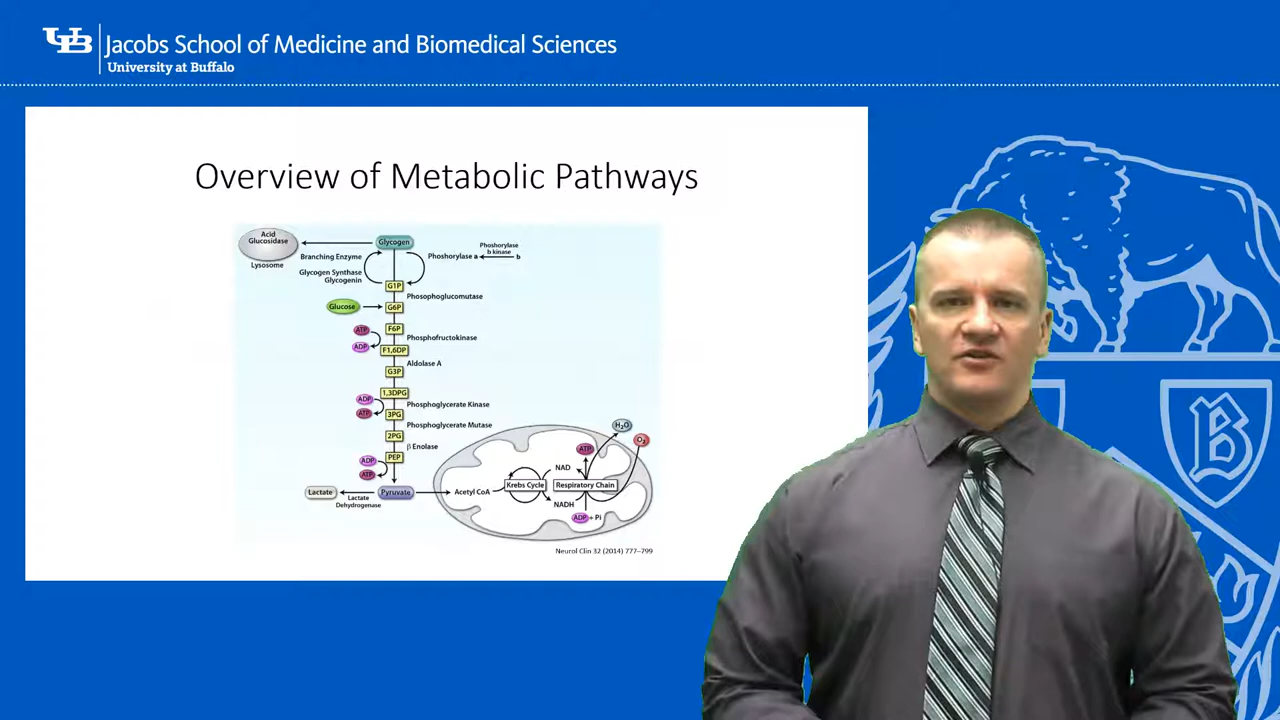 UB
Jacobs School of Medicine and Biomedical Sciences
University at Buffalo
Overview of Metabolic Pathways
Acid
Glucosidase
Lysosome
Glycogen
Branching Enzyme
Glycogen Synthase
Glycogenin
Phoshorylase a
Phoshorylase
b kinase
b
G1P
Phosophoglucomutase
Glucose
G6P
F6P
ATP
ADP
Phosphofructokinase
F1,6DP
Aldolase A
G3P
1,3DPG
ADP
ATP
Phosphoglycerate Kinase
3PG
Phosphoglycerate Mutase
2PG
β Enolase
PEP
ADP
ATP
Lactate
Lactate
Dehydrogenase
Pyruvate
Acetyl CoA
Krebs Cycle
NAD
NADH
Respiratory Chain
ATP
ADP + Pi
H2O
O2
Neurol Clin 32 (2014) 777–799
B